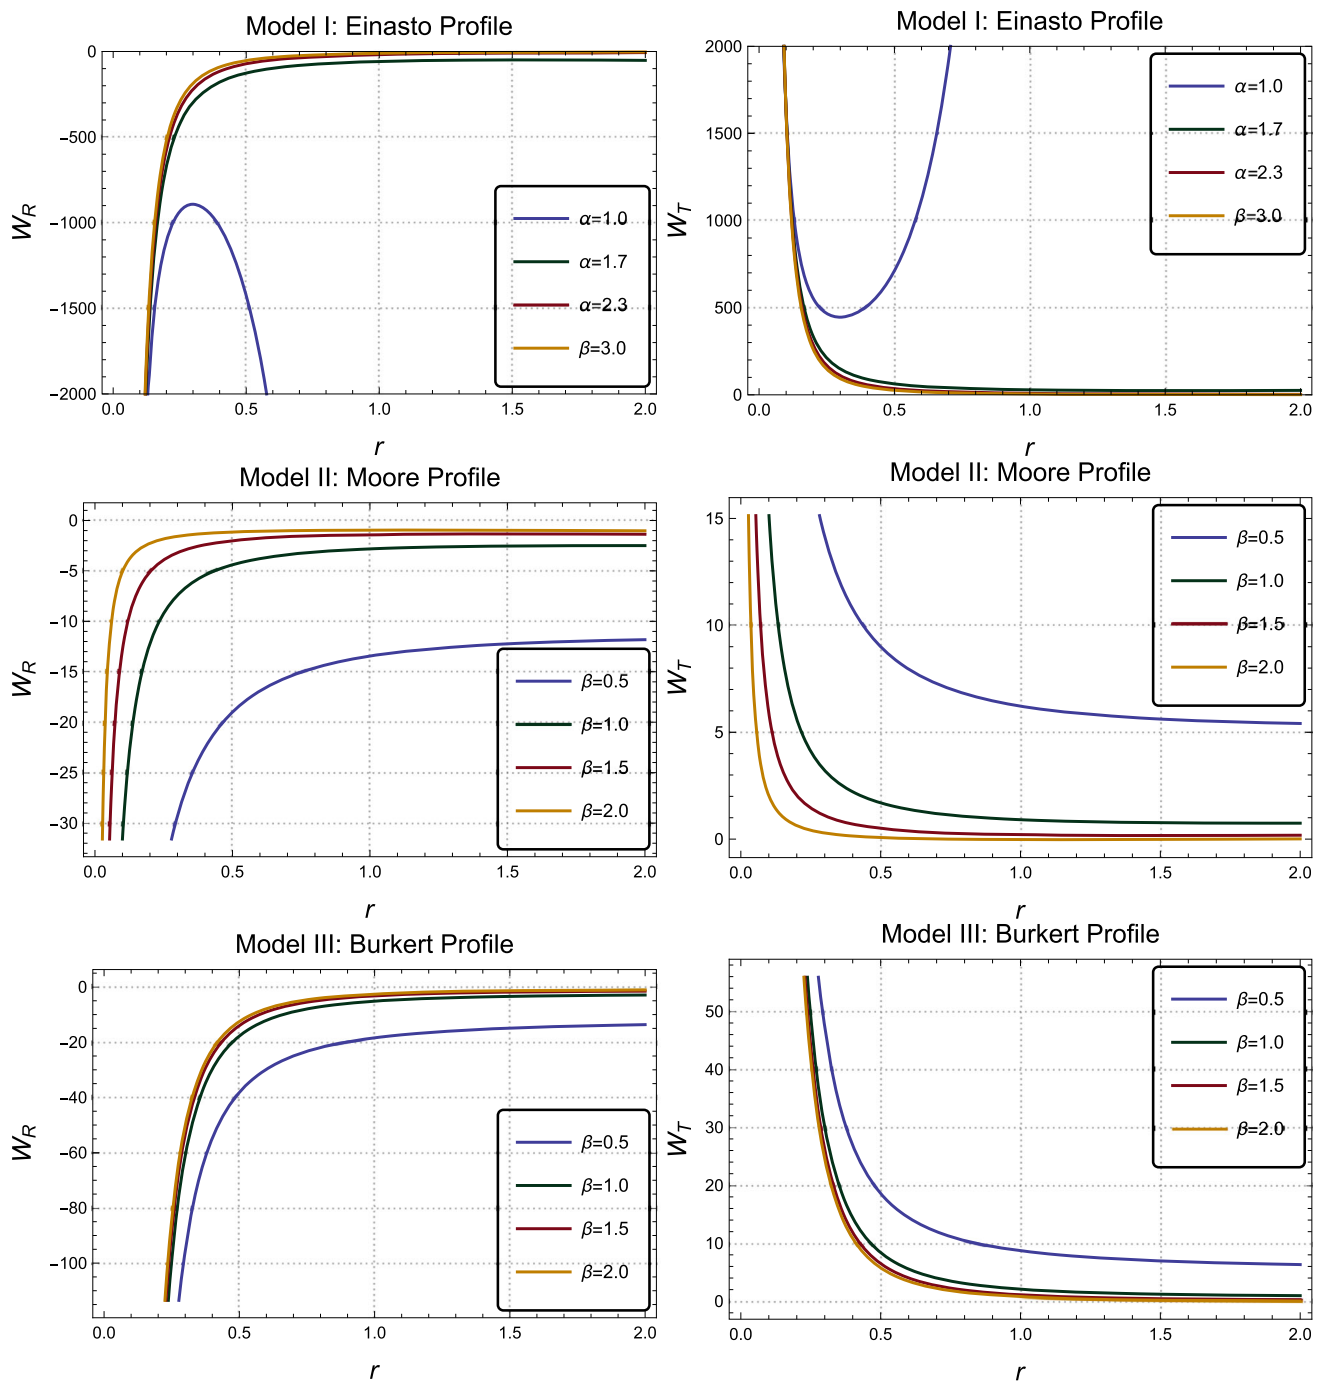 Model I: Einasto Profile
W_R
0
−500
−1000
−1500
−2000
0.0 0.5 1.0 1.5 2.0
r
α=1.0
α=1.7
α=2.3
β=3.0
Model I: Einasto Profile
W_T
2000
1500
1000
500
0
0.0 0.5 1.0 1.5 2.0
r
α=1.0
α=1.7
α=2.3
β=3.0
Model II: Moore Profile
W_R
0
−5
−10
−15
−20
−25
−30
0.0 0.5 1.0 1.5 2.0
r
β=0.5
β=1.0
β=1.5
β=2.0
Model II: Moore Profile
W_T
15
10
5
0
0.0 0.5 1.0 1.5 2.0
r
β=0.5
β=1.0
β=1.5
β=2.0
Model III: Burkert Profile
W_R
0
−20
−40
−60
−80
−100
0.0 0.5 1.0 1.5 2.0
r
β=0.5
β=1.0
β=1.5
β=2.0
Model III: Burkert Profile
W_T
50
40
30
20
10
0
0.0 0.5 1.0 1.5 2.0
r
β=0.5
β=1.0
β=1.5
β=2.0